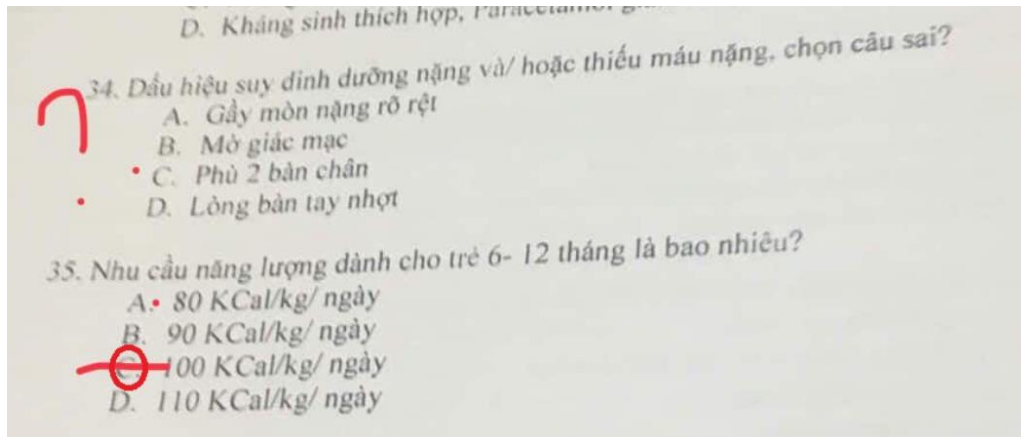 D. Kháng sinh thích hợp,
34. Dấu hiệu suy dinh dưỡng nặng và/ hoặc thiếu máu nặng, chọn câu sai?
A. Gầy mòn nặng rõ rệt
B. Mờ giác mạc
C. Phù 2 bàn chân
D. Lòng bàn tay nhợt
35. Nhu cầu năng lượng dành cho trẻ 6- 12 tháng là bao nhiêu?
A. 80 KCal/kg/ ngày
B. 90 KCal/kg/ ngày
C. 100 KCal/kg/ ngày
D. 110 KCal/kg/ ngày